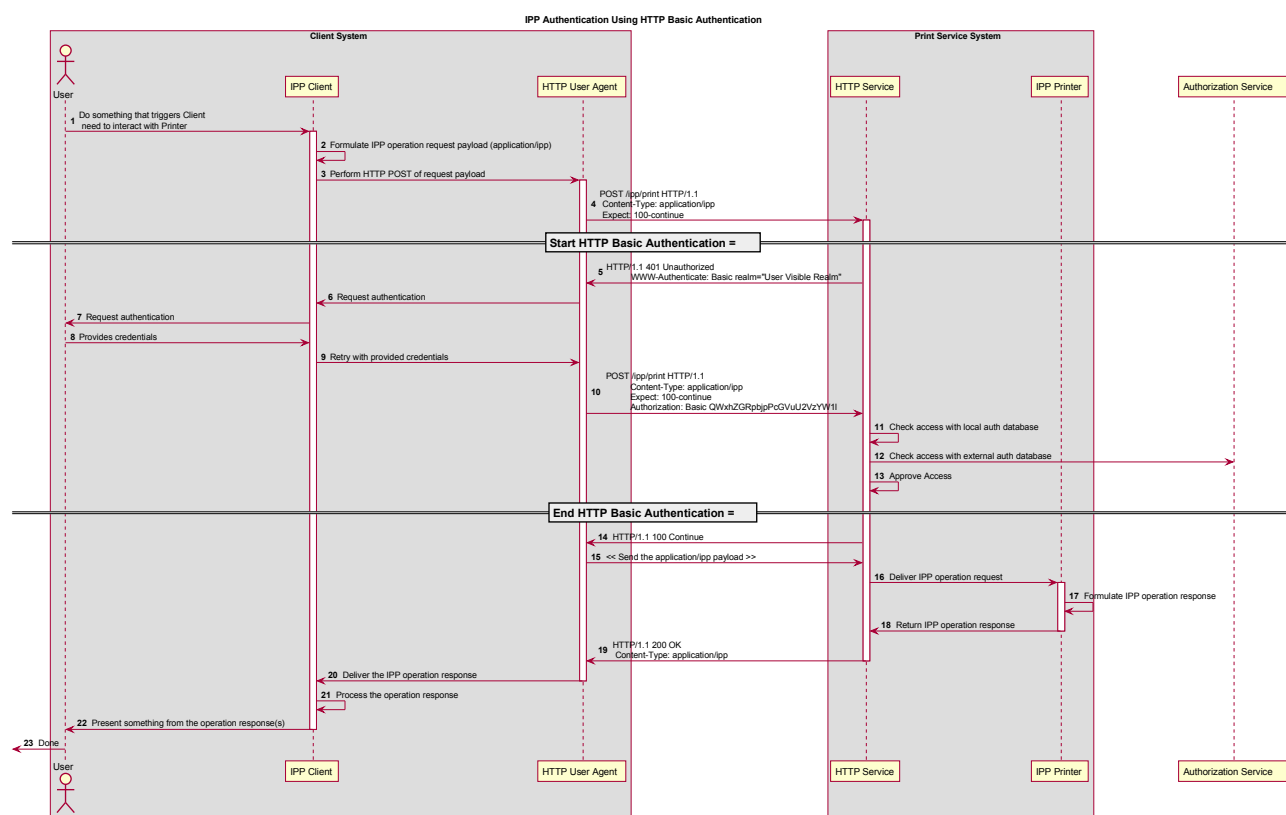 IPP Authentication Using HTTP Basic Authentication
Client System
Print Service System
User
IPP Client
HTTP User Agent
HTTP Service
IPP Printer
Authorization Service
1 Do something that triggers Client
need to interact with Printer
2 Formulate IPP operation request payload (application/ipp)
3 Perform HTTP POST of request payload
POST /ipp/print HTTP/1.1
4 Content-Type: application/ipp
Expect: 100-continue
Start HTTP Basic Authentication =
5 HTTP/1.1 401 Unauthorized
WWW-Authenticate: Basic realm="User Visible Realm"
6 Request authentication
7 Request authentication
8 Provides credentials
9 Retry with provided credentials
POST /ipp/print HTTP/1.1
Content-Type: application/ipp
10 Expect: 100-continue
Authorization: Basic QWxhZGRpbjpPcGVuU2VzYW1l
11 Check access with local auth database
12 Check access with external auth database
13 Approve Access
End HTTP Basic Authentication =
14 HTTP/1.1 100 Continue
15 << Send the application/ipp payload >>
16 Deliver IPP operation request
17 Formulate IPP operation response
18 Return IPP operation response
19 HTTP/1.1 200 OK
Content-Type: application/ipp
20 Deliver the IPP operation response
21 Process the operation response
22 Present something from the operation response(s)
23 Done
User
IPP Client
HTTP User Agent
HTTP Service
IPP Printer
Authorization Service